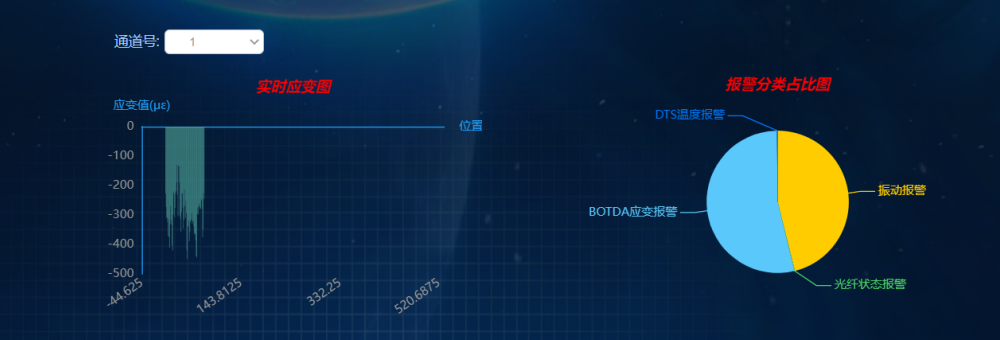 通道号: 1
实时应变图
应变值(με)
位置
0
-100
-200
-300
-400
-500
-44.625
143.8125
332.25
520.6875
报警分类占比图
DTS温度报警
振动报警
BOTDA应变报警
光纤状态报警